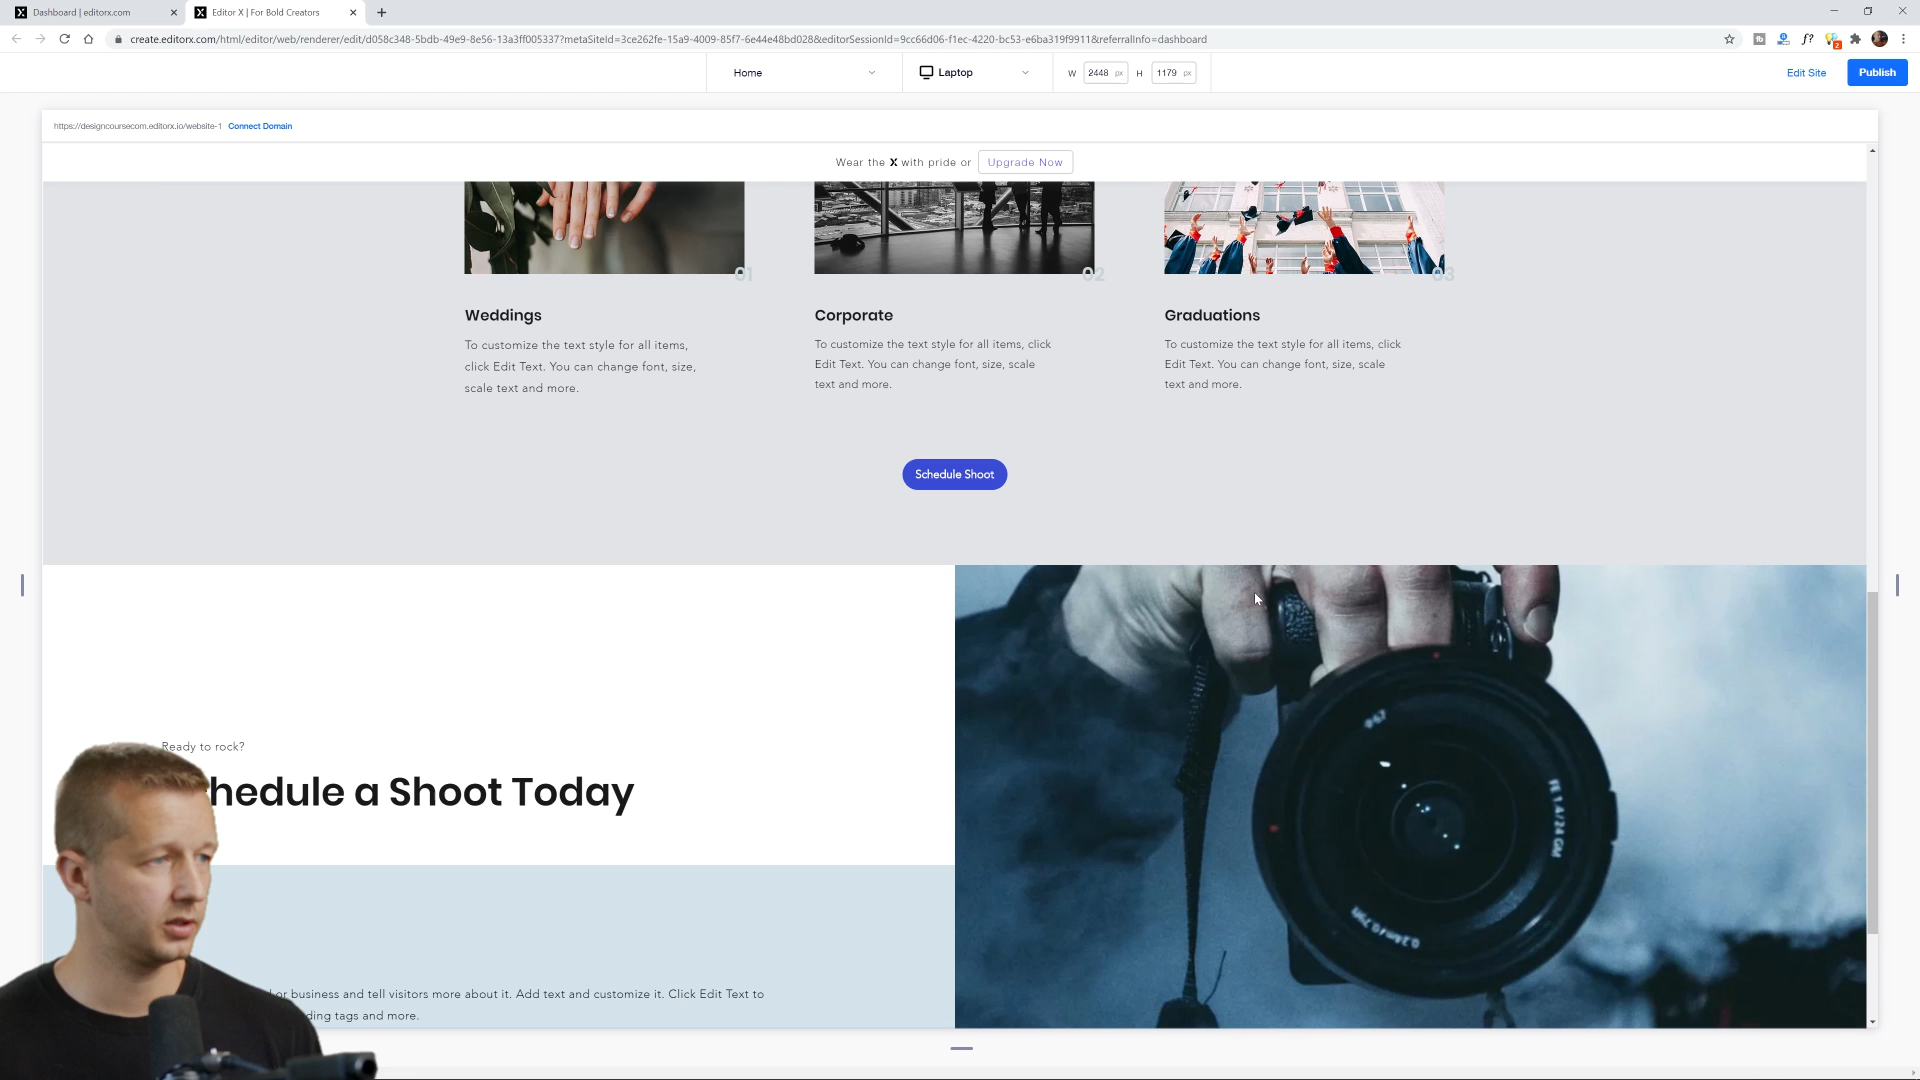 Dashboard | editorx.com
Editor X | For Bold Creators
create.editorx.com/html/editor/web/renderer/edit/d058c348-5bdb-49e9-8e56-13a3ff005337?metaSiteId=3ce262fe-15a9-4009-85f7-6e44e48bd028&editorSessionId=9cc66d06-f1ec-4220-bc53-e6ba319f9911&referralInfo=dashboard
f?
2
Home
Laptop
W 2448 px H 1179 px
Edit Site
Publish
https://designcoursecom.editorx.io/website-1 Connect Domain
Wear the X with pride or Upgrade Now
01
02
03
Weddings
To customize the text style for all items,
click Edit Text. You can change font, size,
scale text and more.
Corporate
To customize the text style for all items, click
Edit Text. You can change font, size, scale
text and more.
Graduations
To customize the text style for all items, click
Edit Text. You can change font, size, scale
text and more.
Schedule Shoot
Ready to rock?
hedule a Shoot Today
or business and tell visitors more about it. Add text and customize it. Click Edit Text to
ding tags and more.